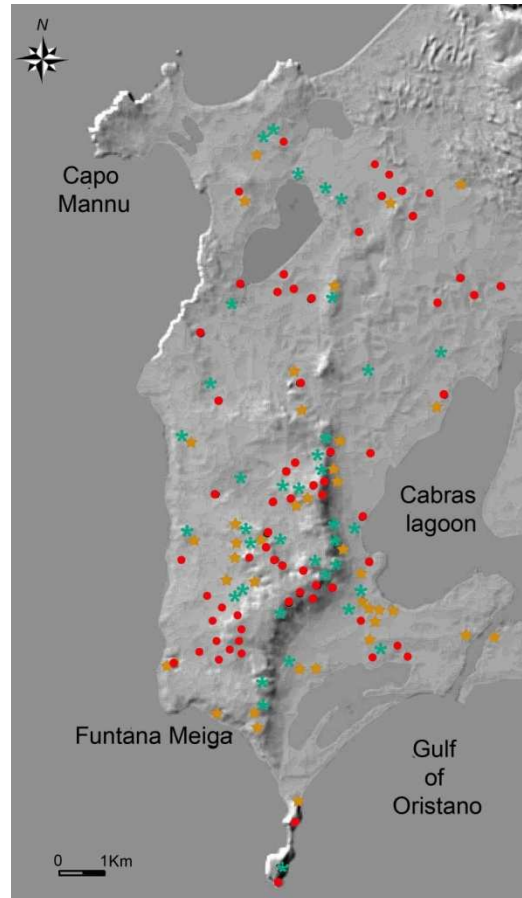 N
Capo
Mannu
Cabras
lagoon
Funtana Meiga
Gulf
of
Oristano
0 1Km